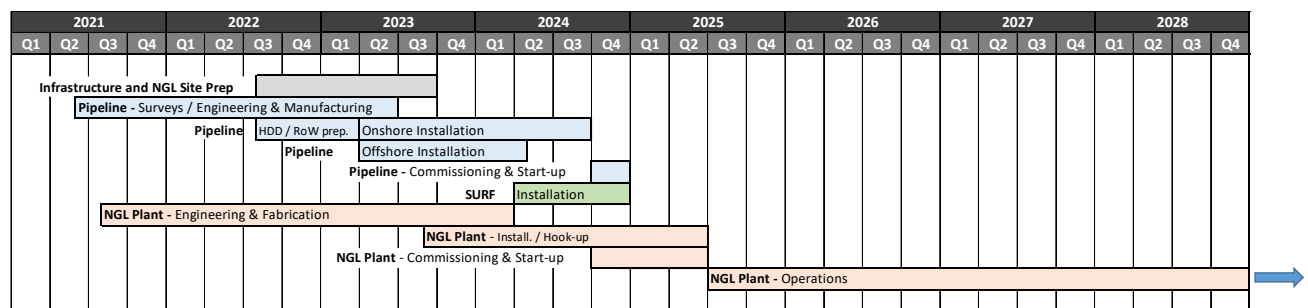 2021 2022 2023 2024 2025 2026 2027 2028
Q1 Q2 Q3 Q4 Q1 Q2 Q3 Q4 Q1 Q2 Q3 Q4 Q1 Q2 Q3 Q4 Q1 Q2 Q3 Q4 Q1 Q2 Q3 Q4 Q1 Q2 Q3 Q4 Q1 Q2 Q3 Q4
Infrastructure and NGL Site Prep
Pipeline - Surveys / Engineering & Manufacturing
Pipeline HDD / RoW prep. Onshore Installation
Pipeline Offshore Installation
Pipeline - Commissioning & Start-up
SURF Installation
NGL Plant - Engineering & Fabrication
NGL Plant - Install. / Hook-up
NGL Plant - Commissioning & Start-up
NGL Plant - Operations